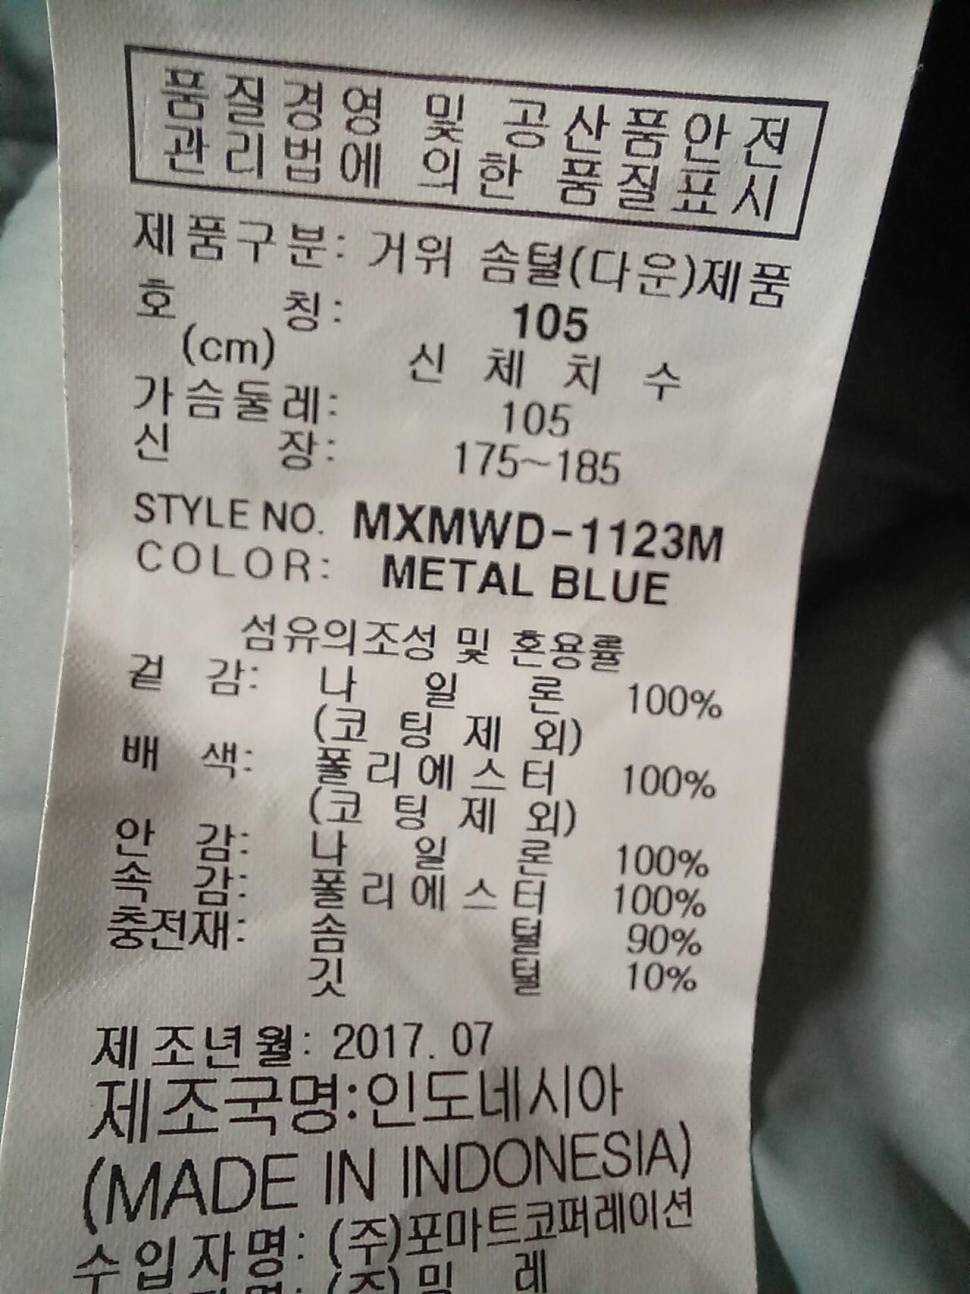 품질경영 및 공산품안전
관리법에 의한 품질표시
제품구분: 거위 솜털(다운)제품
호 칭: 105
(cm) 신 체 치 수
가슴둘레: 105
신 장: 175~185
STYLE NO. MXMWD-1123M
COLOR: METAL BLUE
섬유의조성 및 혼용률
겉 감: 나 일 론 100%
(코 팅 제 외)
배 색: 폴리에스터 100%
(코 팅 제 외)
안 감: 나 일 론 100%
속 감: 폴리에스터 100%
충전재: 솜 털 90%
깃 털 10%
제조년월: 2017. 07
제조국명:인도네시아
(MADE IN INDONESIA)
수입자명: (주)포마트코퍼레이션
(주) 밀 레